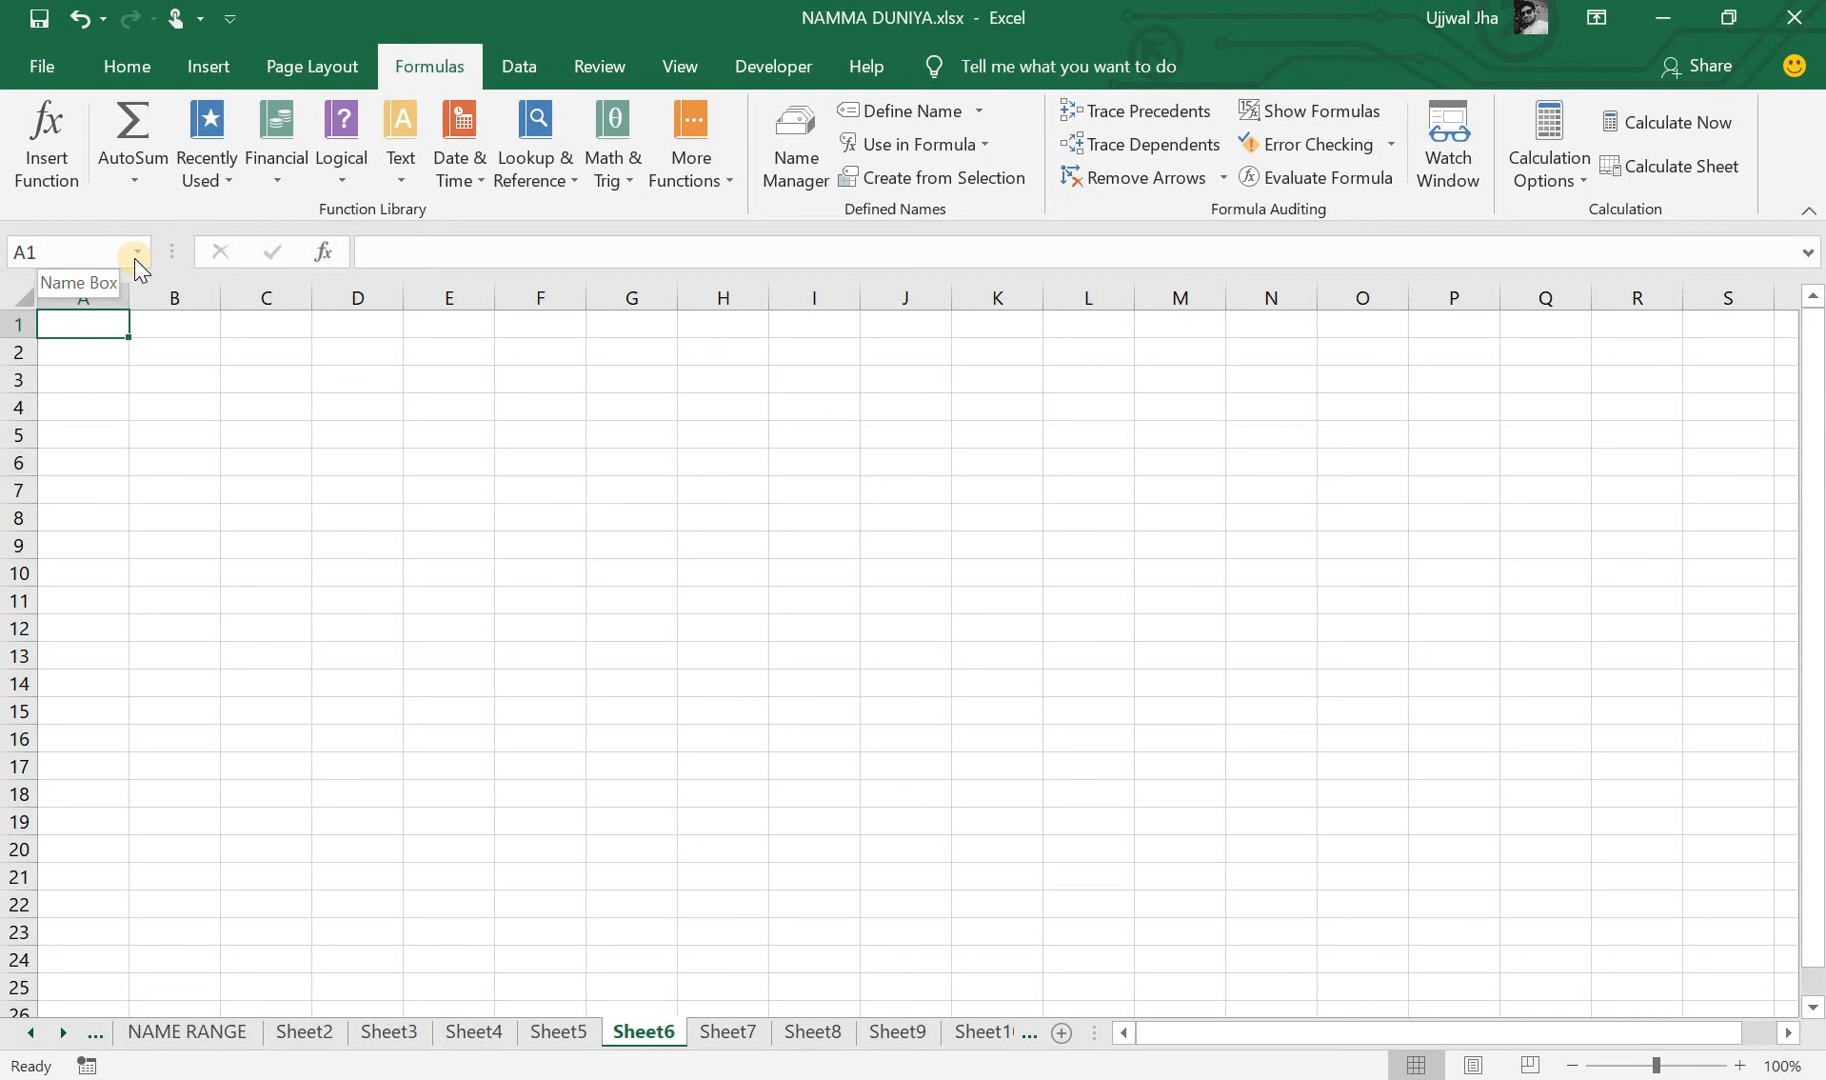 NAMMA DUNIYA.xlsx - Excel
Ujjwal Jha
File Home Insert Page Layout Formulas Data Review View Developer Help Tell me what you want to do Share
Insert Function
AutoSum
Recently Used
Financial
Logical
Text
Date & Time
Lookup & Reference
Math & Trig
More Functions
Function Library
Name Manager
Define Name
Use in Formula
Create from Selection
Defined Names
Trace Precedents
Trace Dependents
Remove Arrows
Show Formulas
Error Checking
Evaluate Formula
Formula Auditing
Watch Window
Calculation Options
Calculate Now
Calculate Sheet
Calculation
A1
fx
Name Box
A B C D E F G H I J K L M N O P Q R S
1
2
3
4
5
6
7
8
9
10
11
12
13
14
15
16
17
18
19
20
21
22
23
24
25
26
... NAME RANGE Sheet2 Sheet3 Sheet4 Sheet5 Sheet6 Sheet7 Sheet8 Sheet9 Sheet1 ...
Ready
100%